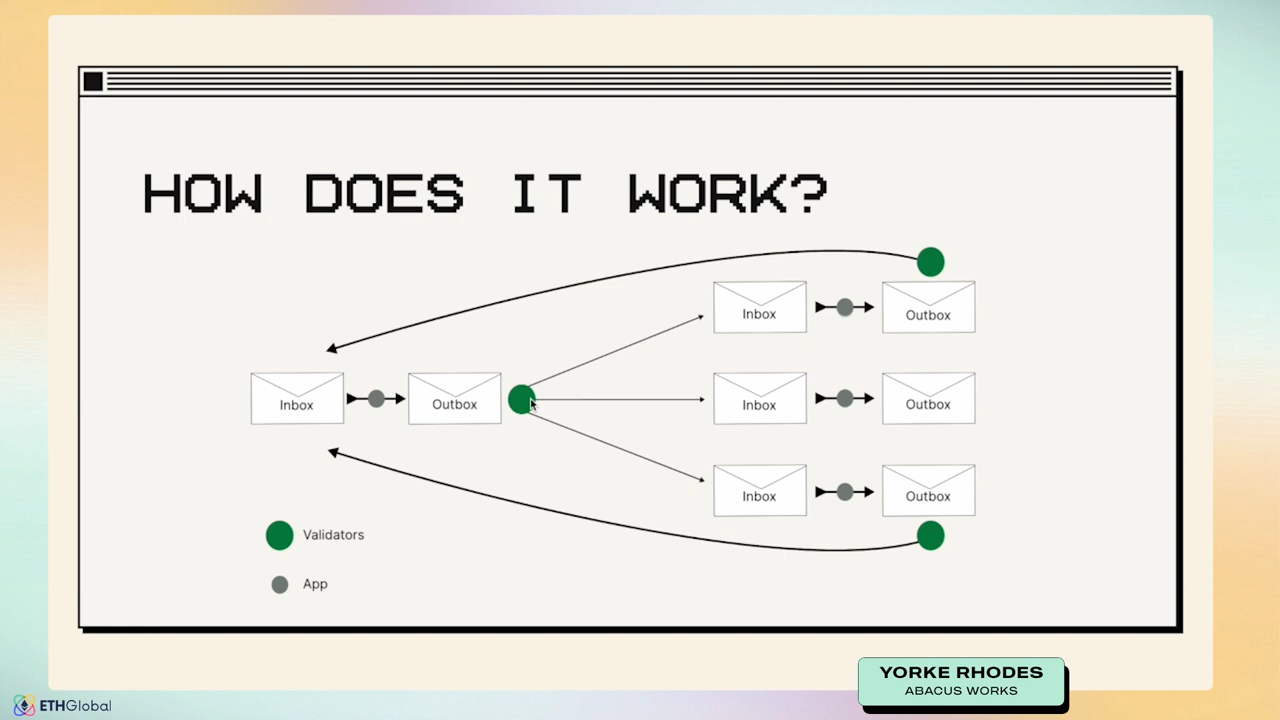 HOW DOES IT WORK?
Inbox
Outbox
Inbox
Outbox
Inbox
Outbox
Inbox
Outbox
Validators
App
YORKE RHODES
ABACUS WORKS
ETHGlobal